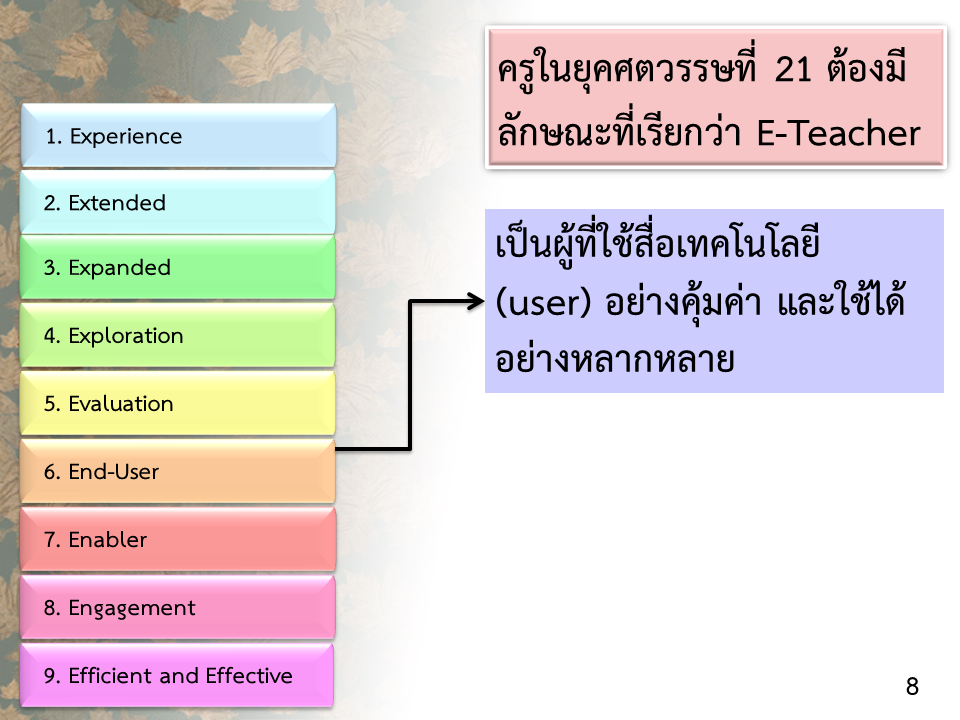 ครูในยุคศตวรรษที่ 21 ต้องมี
ลักษณะที่เรียกว่า E-Teacher
1. Experience
2. Extended
3. Expanded
4. Exploration
5. Evaluation
6. End-User
7. Enabler
8. Engagement
9. Efficient and Effective
เป็นผู้ที่ใช้สื่อเทคโนโลยี
(user) อย่างคุ้มค่า และใช้ได้
อย่างหลากหลาย
8